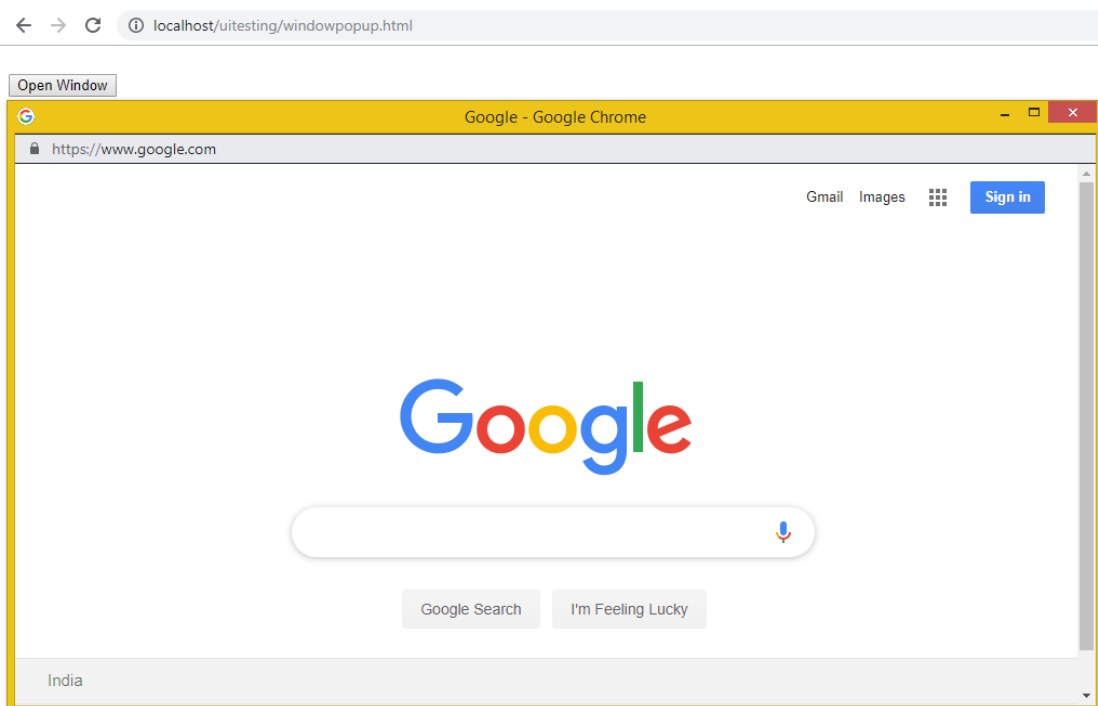 localhost/uitesting/windowpopup.html
Open Window
G Google - Google Chrome
https://www.google.com
Gmail Images Sign in
Google
Google Search I'm Feeling Lucky
India